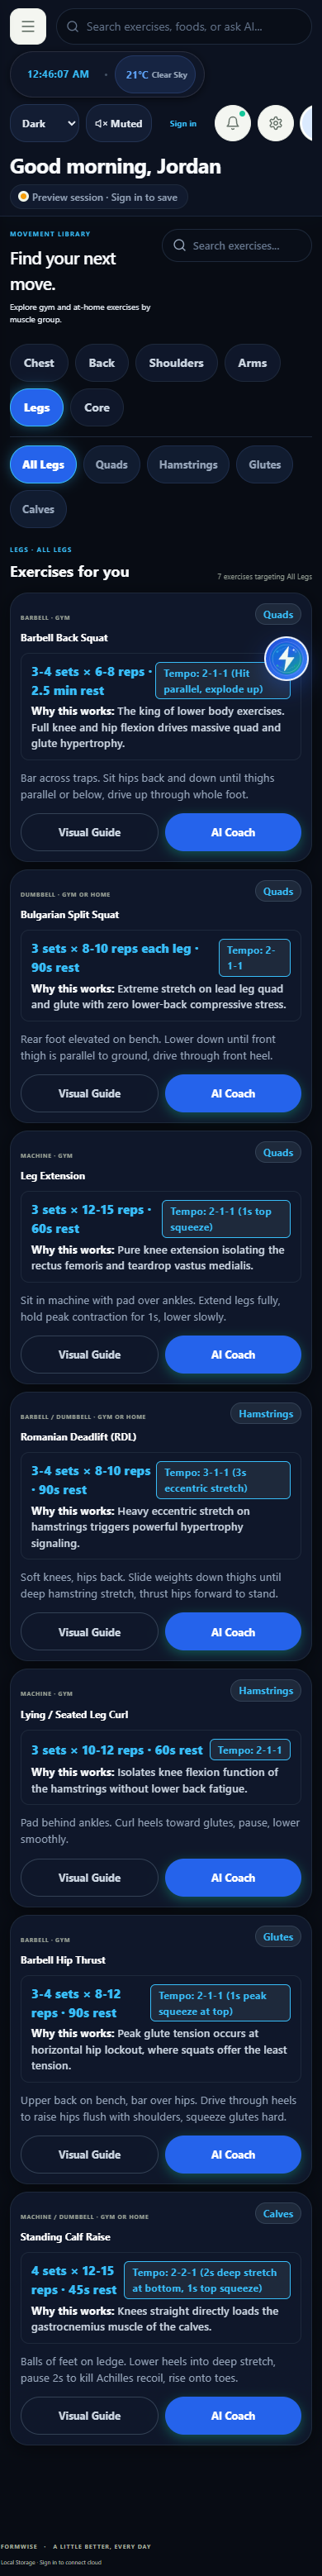 Search exercises, foods, or ask AI...
12:46:07 AM • 21°C Clear Sky
Dark Muted Sign in
Good morning, Jordan
Preview session · Sign in to save
MOVEMENT LIBRARY
Find your next
move.
Explore gym and at-home exercises by
muscle group.
Search exercises...
Chest Back Shoulders Arms
Legs Core
All Legs Quads Hamstrings Glutes
Calves
LEGS · ALL LEGS
Exercises for you
7 exercises targeting All Legs
BARBELL · GYM
Quads
Barbell Back Squat
3-4 sets × 6-8 reps ·
2.5 min rest
Tempo: 2-1-1 (Hit
parallel, explode up)
Why this works: The king of lower body exercises.
Full knee and hip flexion drives massive quad and
glute hypertrophy.
Bar across traps. Sit hips back and down until thighs
parallel or below, drive up through whole foot.
Visual Guide AI Coach
DUMBBELL · GYM OR HOME
Quads
Bulgarian Split Squat
3 sets × 8-10 reps each leg ·
90s rest
Tempo: 2-
1-1
Why this works: Extreme stretch on lead leg quad
and glute with zero lower-back compressive stress.
Rear foot elevated on bench. Lower down until front
thigh is parallel to ground, drive through front heel.
Visual Guide AI Coach
MACHINE · GYM
Quads
Leg Extension
3 sets × 12-15 reps ·
60s rest
Tempo: 2-1-1 (1s top
squeeze)
Why this works: Pure knee extension isolating the
rectus femoris and teardrop vastus medialis.
Sit in machine with pad over ankles. Extend legs fully,
hold peak contraction for 1s, lower slowly.
Visual Guide AI Coach
BARBELL / DUMBBELL · GYM OR HOME
Hamstrings
Romanian Deadlift (RDL)
3-4 sets × 8-10 reps
· 90s rest
Tempo: 3-1-1 (3s
eccentric stretch)
Why this works: Heavy eccentric stretch on
hamstrings triggers powerful hypertrophy
signaling.
Soft knees, hips back. Slide weights down thighs until
deep hamstring stretch, thrust hips forward to stand.
Visual Guide AI Coach
MACHINE · GYM
Hamstrings
Lying / Seated Leg Curl
3 sets × 10-12 reps · 60s rest
Tempo: 2-1-1
Why this works: Isolates knee flexion function of
the hamstrings without lower back fatigue.
Pad behind ankles. Curl heels toward glutes, pause, lower
smoothly.
Visual Guide AI Coach
BARBELL · GYM
Glutes
Barbell Hip Thrust
3-4 sets × 8-12
reps · 90s rest
Tempo: 2-1-1 (1s peak
squeeze at top)
Why this works: Peak glute tension occurs at
horizontal hip lockout, where squats offer the least
tension.
Upper back on bench, bar over hips. Drive through heels
to raise hips flush with shoulders, squeeze glutes hard.
Visual Guide AI Coach
MACHINE / DUMBBELL · GYM OR HOME
Calves
Standing Calf Raise
4 sets × 12-15
reps · 45s rest
Tempo: 2-2-1 (2s deep stretch
at bottom, 1s top squeeze)
Why this works: Knees straight directly loads the
gastrocnemius muscle of the calves.
Balls of feet on ledge. Lower heels into deep stretch,
pause 2s to kill Achilles recoil, rise onto toes.
Visual Guide AI Coach
FORMWISE • A LITTLE BETTER, EVERY DAY
Local Storage · Sign in to connect cloud